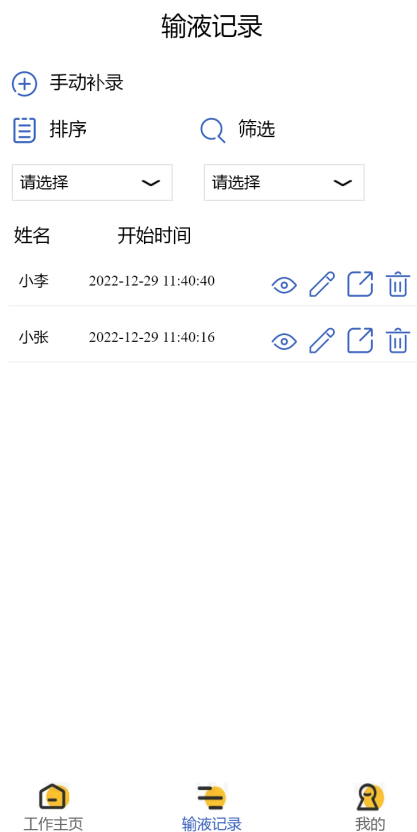 输液记录
手动补录
排序 筛选
请选择 请选择
姓名 开始时间
小李 2022-12-29 11:40:40
小张 2022-12-29 11:40:16
工作主页 输液记录 我的